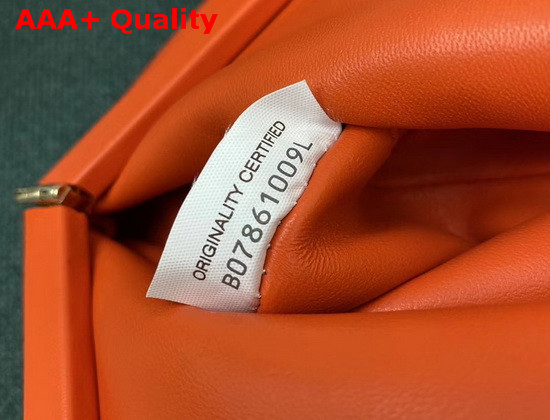 AAA+ Quality
ORIGINALITY CERTIFIED
B07861009L